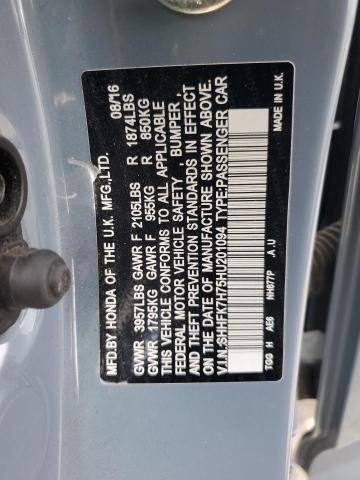 MFD.BY HONDA OF THE U.K. MFG.,LTD. 08/16
GVWR 3957LBS GAWR F 2105LBS R 1874LBS
GVWR 1795KG GAWR F 955KG R 850KG
THIS VEHICLE CONFORMS TO ALL APPLICABLE
FEDERAL MOTOR VEHICLE SAFETY BUMPER,
AND THEFT PREVENTION STANDARDS IN EFFECT
ON THE DATE OF MANUFACTURE SHOWN ABOVE.
V.I.N.:SHHFK7H75HU201094 TYPE:PASSENGER CAR
TGG H AE6 NH877P .A .U MADE IN U.K.